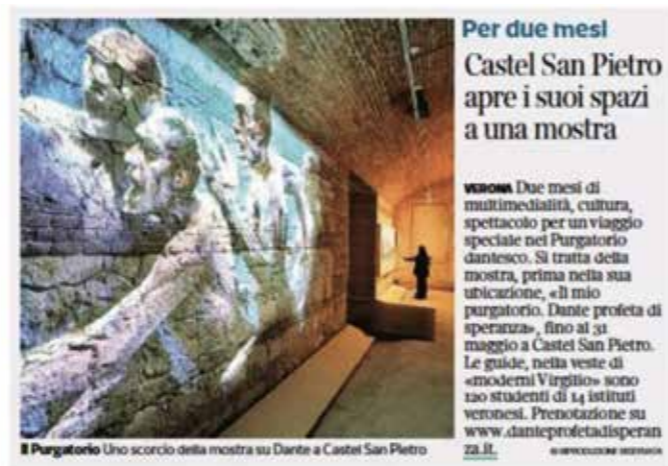 Per due mesi
Castel San Pietro
apre i suoi spazi
a una mostra
VERONA Due mesi di
multimedialità, cultura,
spettacolo per un viaggio
speciale nel Purgatorio
dantesco. Si tratta della
mostra, prima nella sua
ubicazione, «Il mio
purgatorio. Dante profeta di
speranza», fino al 31
maggio a Castel San Pietro.
Le guide, nella veste di
«moderni Virgilio» sono
120 studenti di 14 istituti
veronesi. Prenotazione su
www.danteprofetadisperan
za.it.
© RIPRODUZIONE RISERVATA
Il Purgatorio Uno scorcio della mostra su Dante a Castel San Pietro